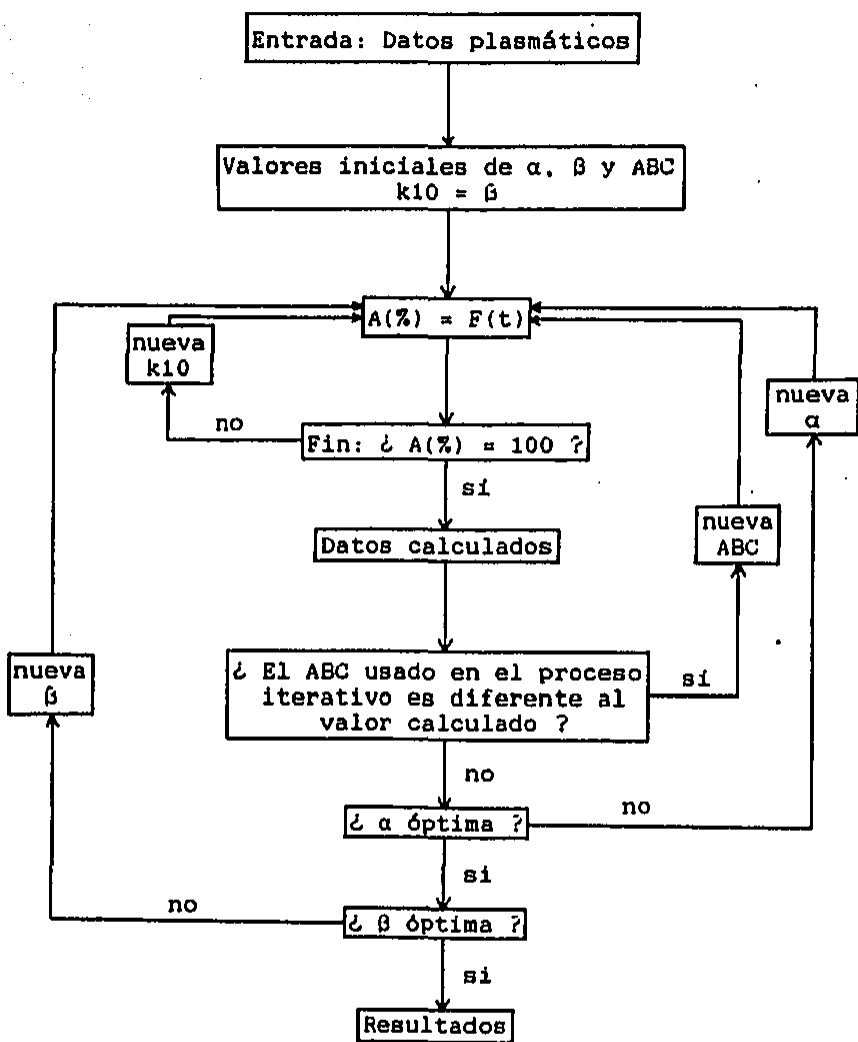 Entrada: Datos plasmáticos
Valores iniciales de α, β y ABC
k10 = β
A(%) = F(t)
nueva
k10
nueva
α
no
Fin: ¿ A(%) = 100 ?
sí
nueva
ABC
Datos calculados
nueva
β
¿ El ABC usado en el proceso
iterativo es diferente al
valor calculado ?
sí
no
¿ α óptima ?
no
si
no
¿ β óptima ?
si
Resultados